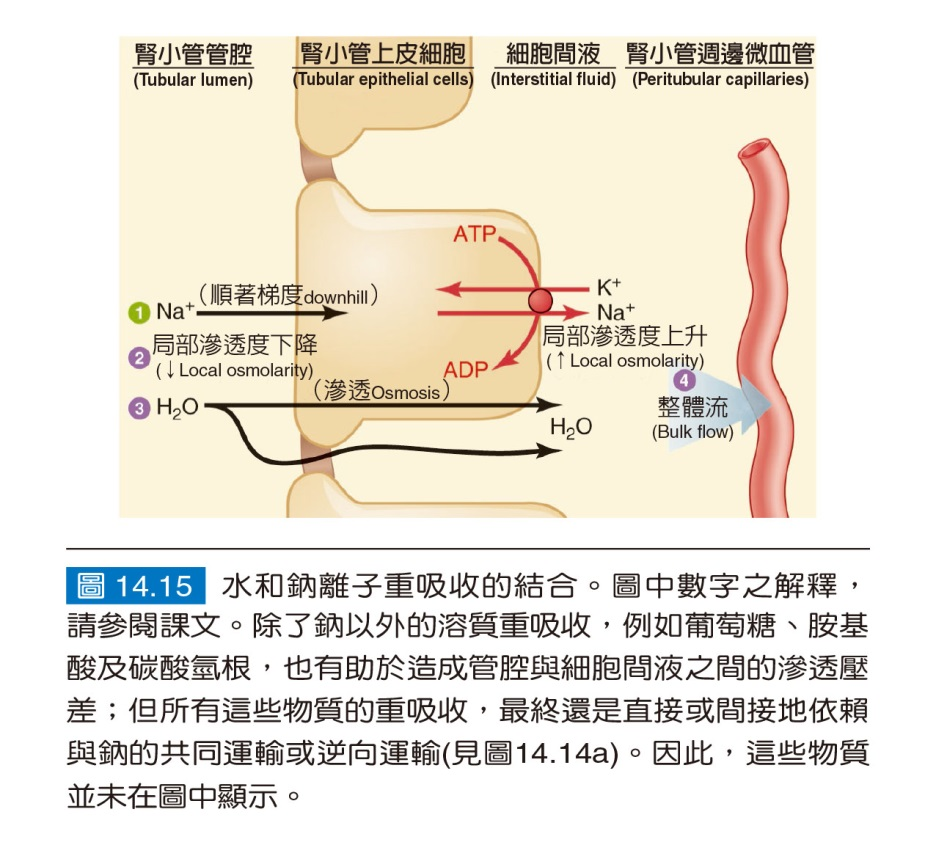 腎小管管腔
(Tubular lumen)
腎小管上皮細胞
(Tubular epithelial cells)
細胞間液
(Interstitial fluid)
腎小管週邊微血管
(Peritubular capillaries)
ATP
K+
1 Na+ (順著梯度downhill)
Na+
2 局部滲透度下降
(↓Local osmolarity)
局部滲透度上升
(↑Local osmolarity)
ADP
3 H2O (滲透Osmosis)
H2O
4
整體流
(Bulk flow)
圖 14.15 水和鈉離子重吸收的結合。圖中數字之解釋，
請參閱課文。除了鈉以外的溶質重吸收，例如葡萄糖、胺基
酸及碳酸氫根，也有助於造成管腔與細胞間液之間的滲透壓
差；但所有這些物質的重吸收，最終還是直接或間接地依賴
與鈉的共同運輸或逆向運輸(見圖14.14a)。因此，這些物質
並未在圖中顯示。